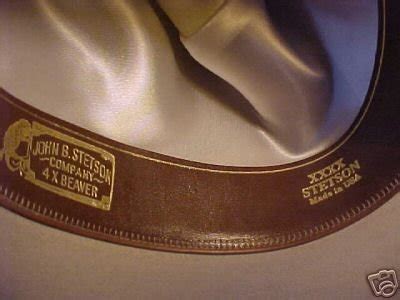 JOHN B. STETSON
COMPANY
4 X BEAVER
XXXX
STETSON
Made in USA